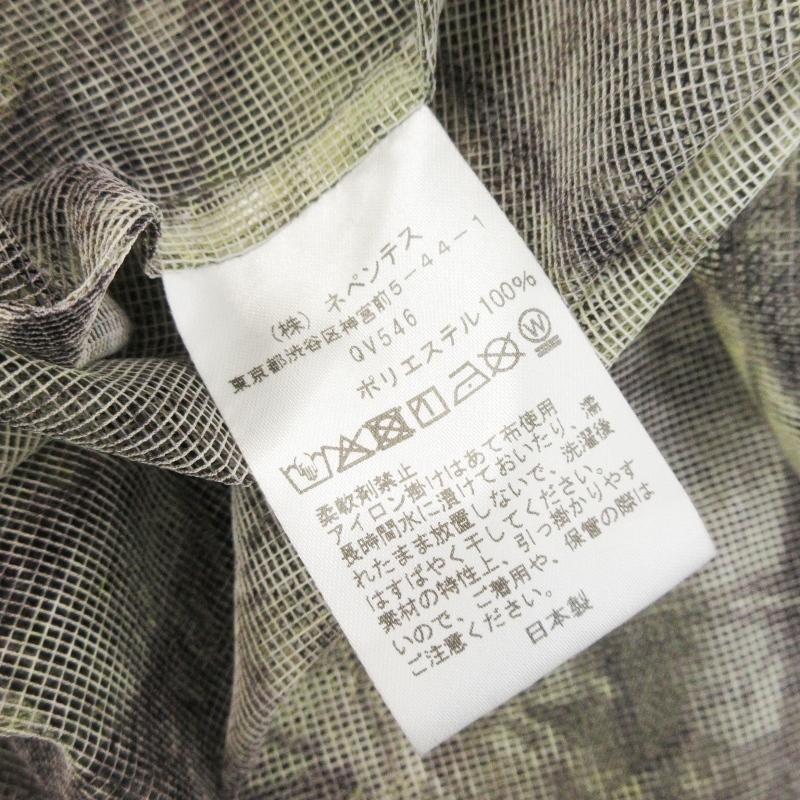 (株) ネペンテス
東京都渋谷区神宮前5-44-1
QV546
ポリエステル100%
W
柔軟剤禁止
アイロン掛けはあて布使用
長時間水に漬けておいたり、濡
れたまま放置しないで、洗濯後
はすばやく干してください。
素材の特性上、引っ掛かりやす
いので、ご着用や、保管の際は
ご注意ください。
日本製